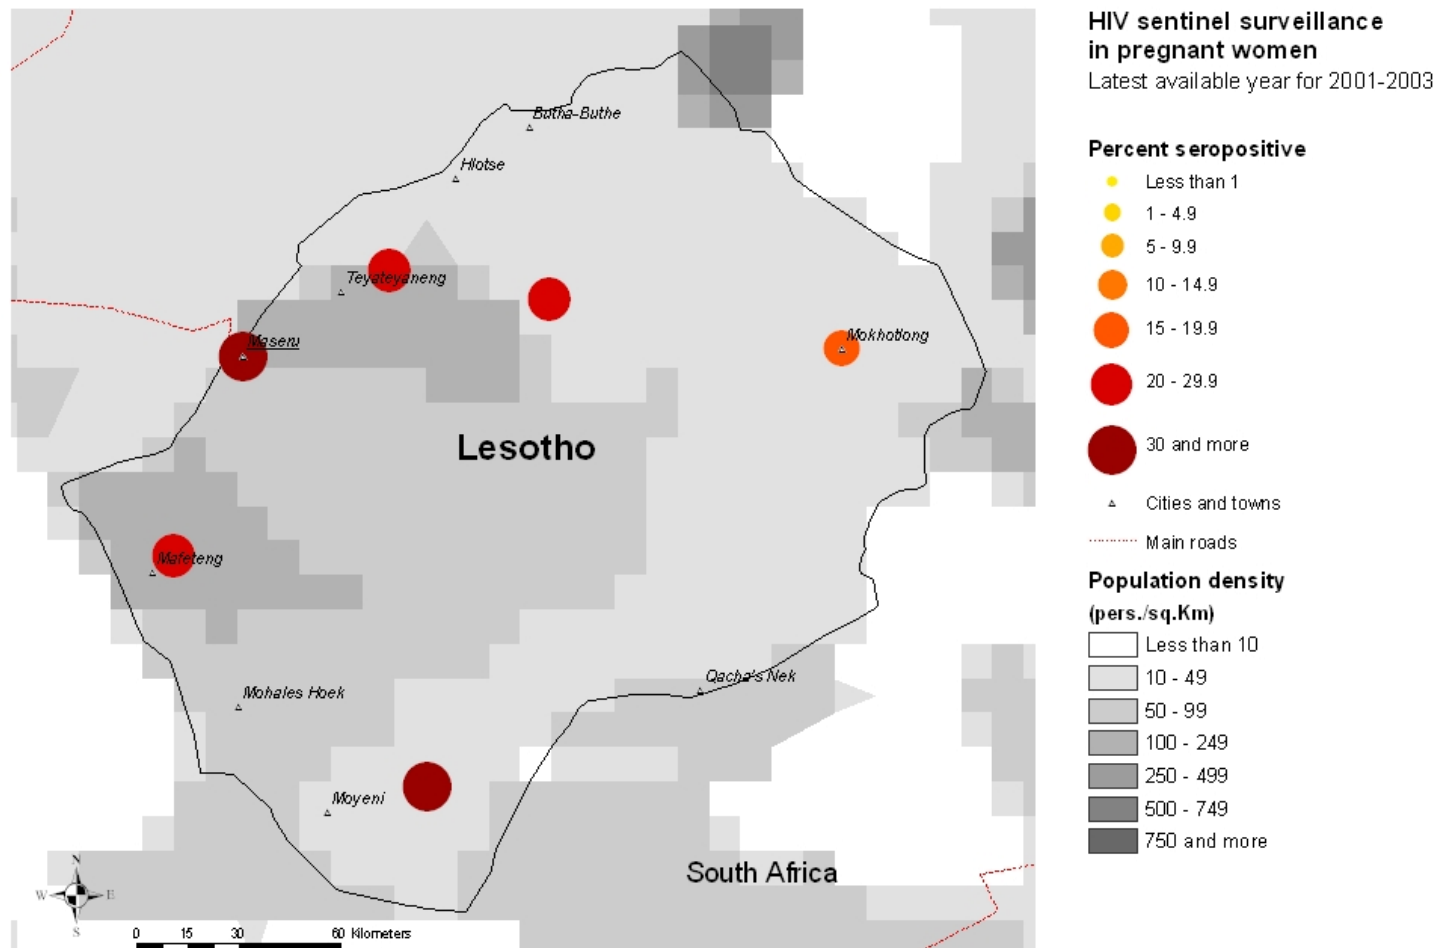 HIV sentinel surveillance
in pregnant women
Latest available year for 2001-2003
Percent seropositive
Less than 1
1 - 4.9
5 - 9.9
10 - 14.9
15 - 19.9
20 - 29.9
30 and more
Cities and towns
Main roads
Population density
(pers./sq.Km)
Less than 10
10 - 49
50 - 99
100 - 249
250 - 499
500 - 749
750 and more
Butha-Buthe
Hlotse
Teyateyaneng
Maseru
Mokhotlong
Lesotho
Mafeteng
Qacha's Nek
Mohales Hoek
Moyeni
South Africa
N
W E
S
0 15 30 60 Kilometers